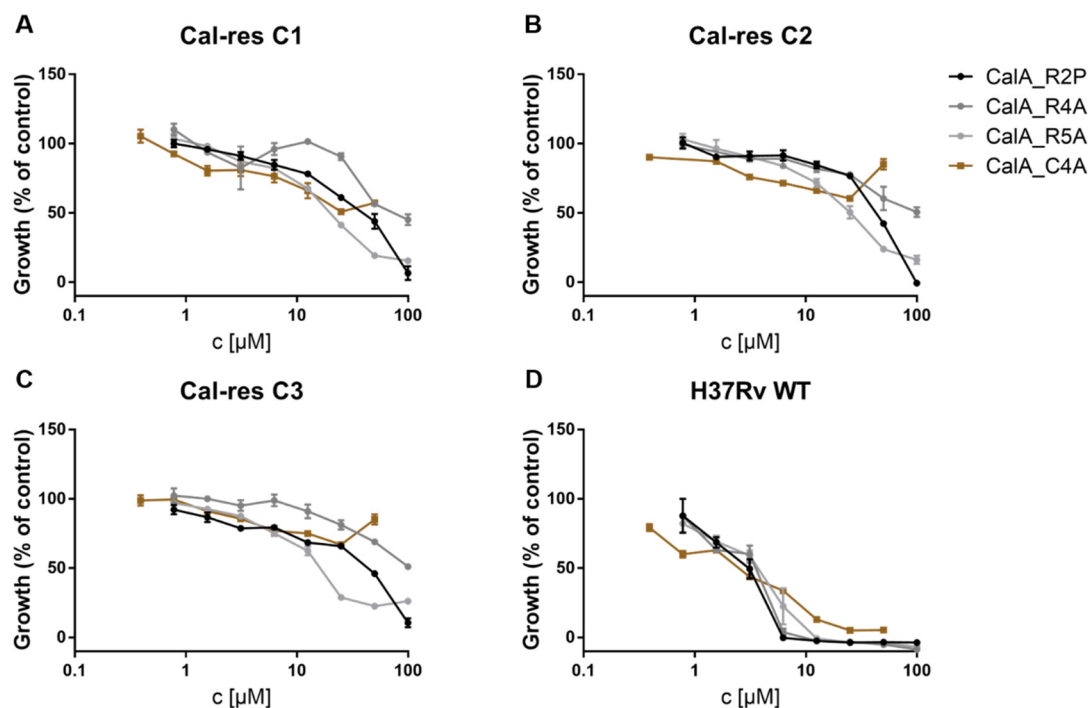 A
Cal-res C1
Growth (% of control)
150
100
50
0
0.1
1
10
100
c [µM]
B
Cal-res C2
Growth (% of control)
150
100
50
0
0.1
1
10
100
c [µM]
CalA_R2P
CalA_R4A
CalA_R5A
CalA_C4A
C
Cal-res C3
Growth (% of control)
150
100
50
0
0.1
1
10
100
c [µM]
D
H37Rv WT
Growth (% of control)
150
100
50
0
0.1
1
10
100
c [µM]